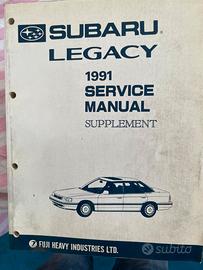 SUBARU®
LEGACY
1991
SERVICE
MANUAL
SUPPLEMENT
FUJI HEAVY INDUSTRIES LTD.
subito